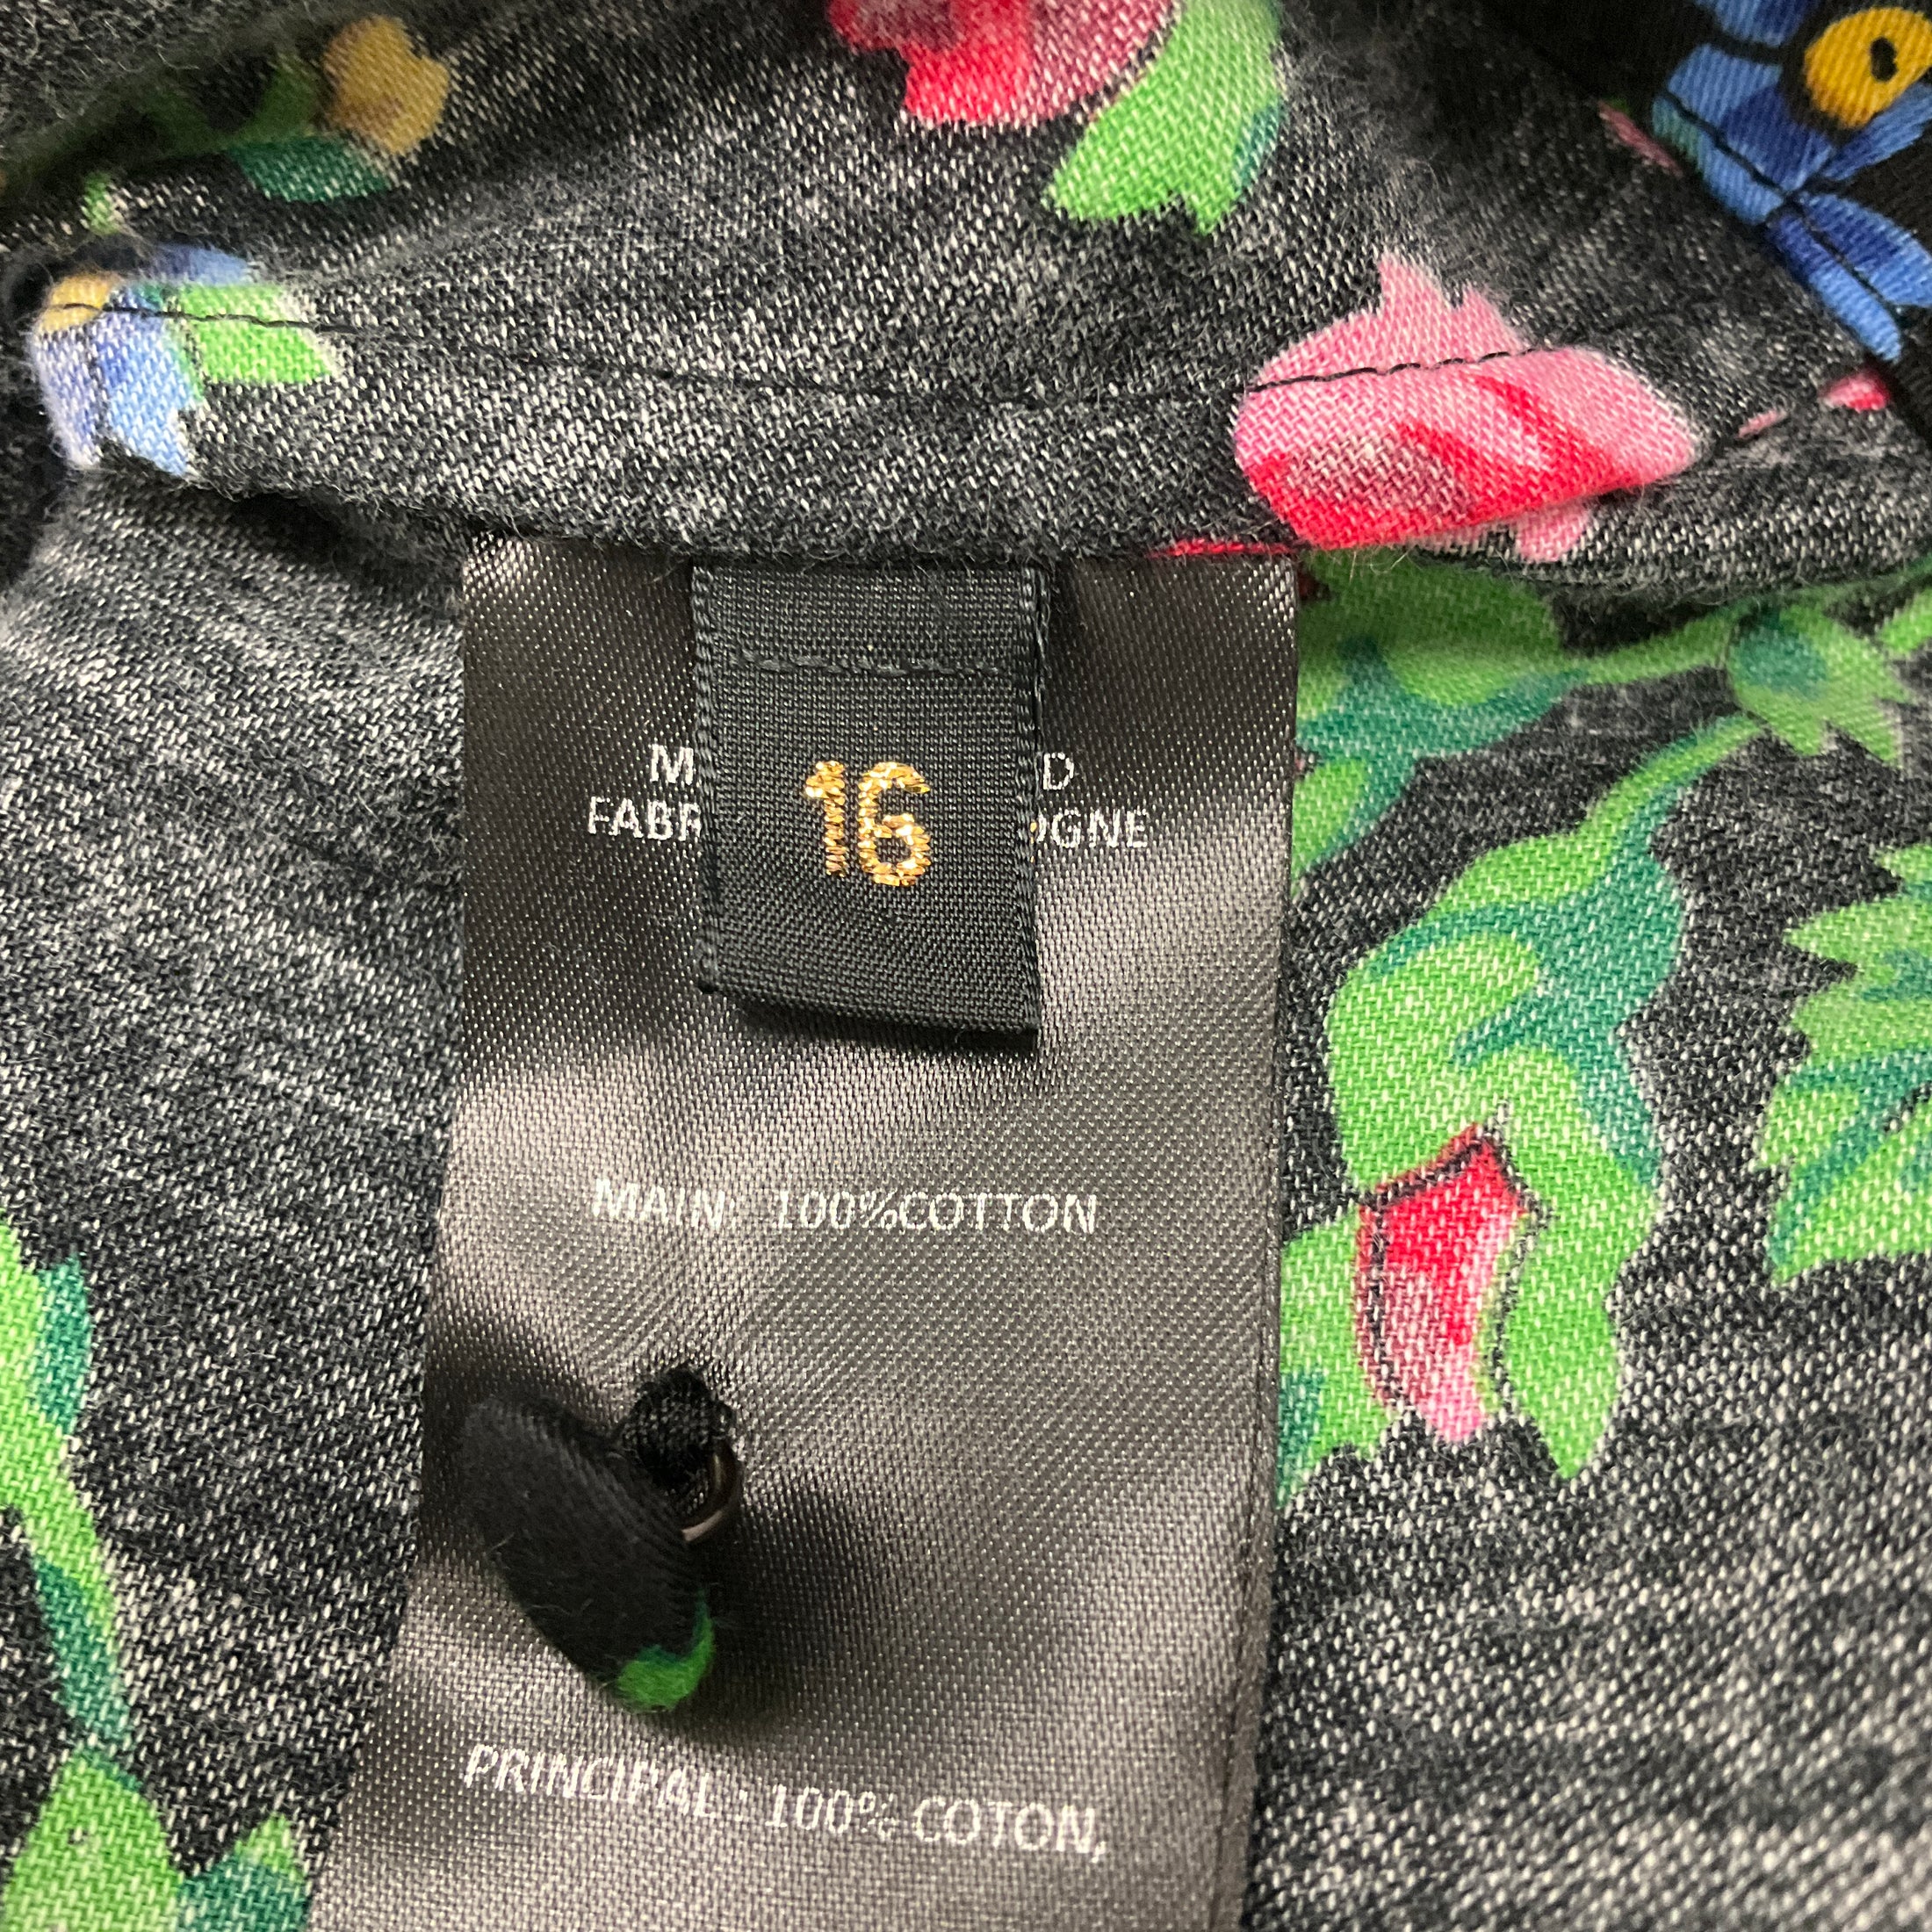 16
MAIN: 100%COTTON
PRINCIPAL : 100% COTON,